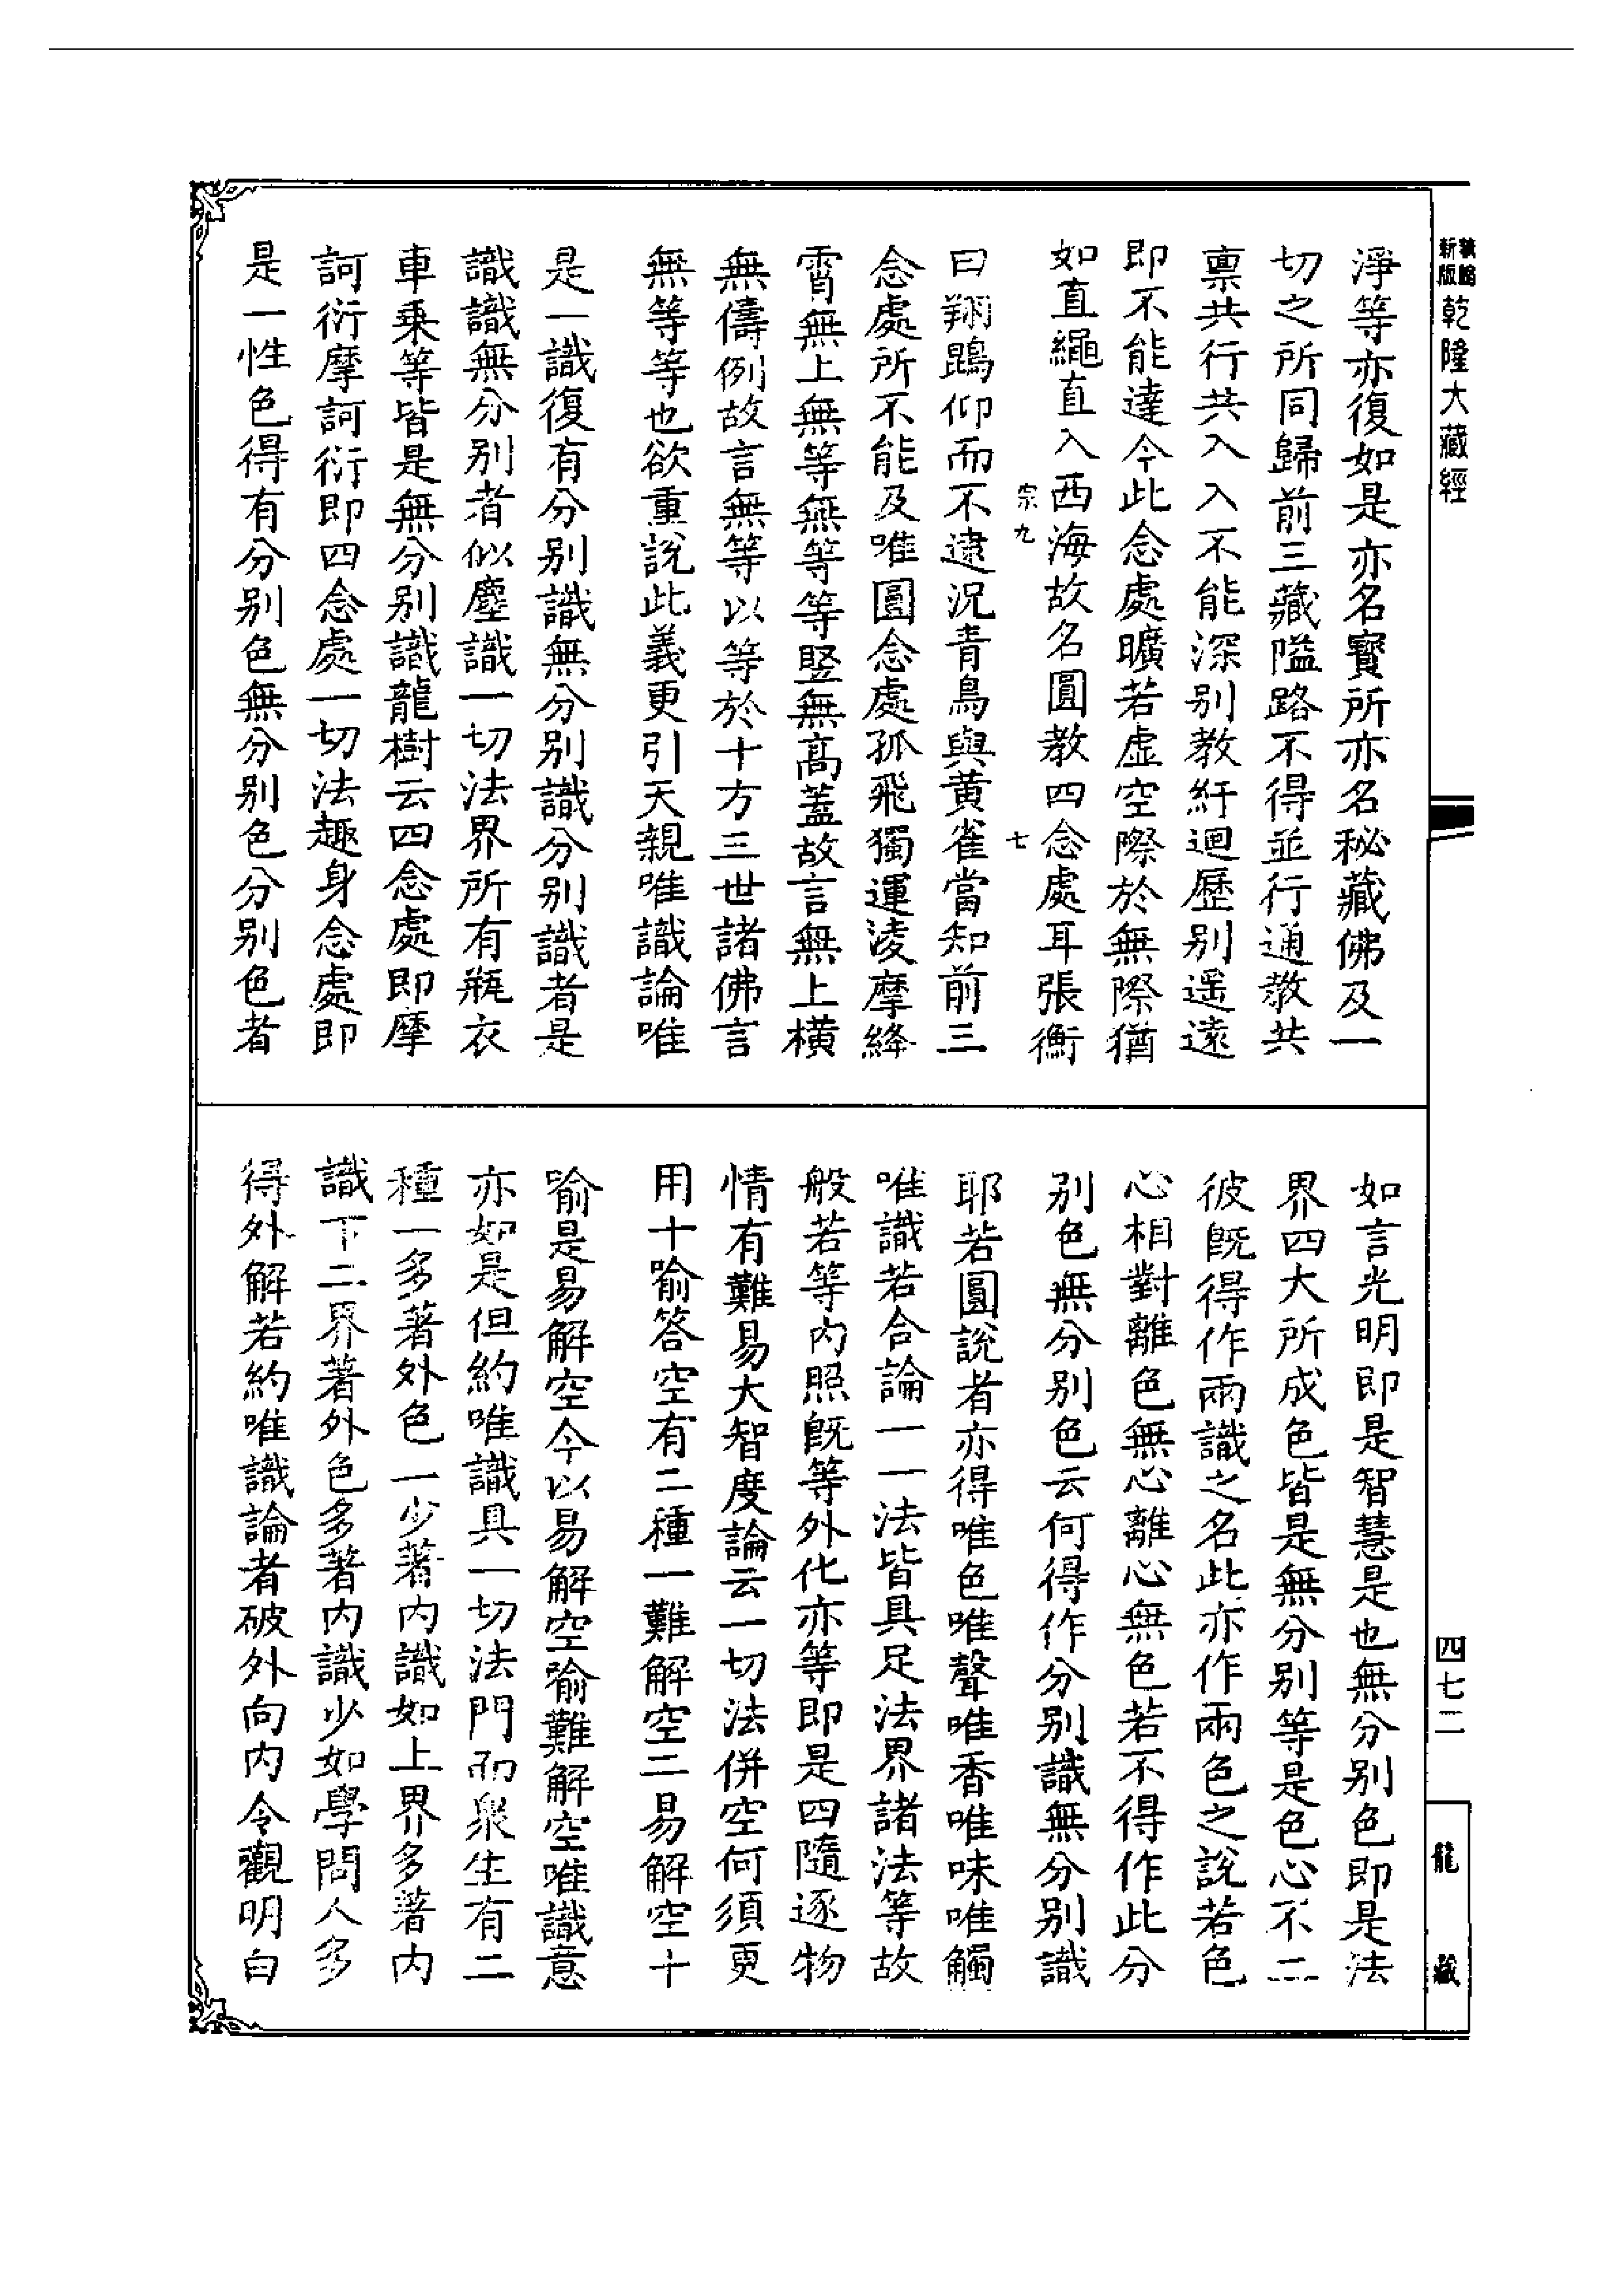 新版
乾隆大藏經
淨等亦復如是亦名寶所亦名秘藏佛及一
切之所同歸前三藏隘路不得並行通教共
稟共行共入入不能深別教紆迴歷別遥遠
即不能達今此念處曠若虛空際於無際猶
如直繩直入西海故名圓教四念處耳張衡
宗九
七
曰翔鵾仰而不逮況青鳥與黃雀當知前三
念處所不能及唯圓念處孤飛獨運淩摩絳
霄無上無等無等等竪無高蓋故言無上橫
無儔例故言無等以等於十方三世諸佛言
無等等也欲重說此義更引天親唯識論唯
是一識復有分別識無分別識分別識者是
識識無分別者似塵識一切法界所有瓶衣
車乗等皆是無分別識龍樹云四念處即摩
訶衍摩訶衍即四念處一切法趣身念處即
是一性色得有分別色無分別色分別色者
如言光明即是智慧是也無分別色即是法
界四大所成色皆是無分別等是色心不二
彼旣得作兩識之名此亦作兩色之說若色
心相對離色無心離心無色若不得作此分
別色無分別色云何得作分別識無分別識
耶若圓說者亦得唯色唯聲唯香唯味唯觸
唯識若合論一一法皆具足法界諸法等故
般若等内照旣等外化亦等即是四隨逐物
情有難易大智度論云一切法併空何須更
用十喻答空有二種一難解空二易解空十
喻是易解空今以易解空喻難解空唯識意
亦如是但約唯識具一切法門而衆生有二
種一多著外色一少著内識如上界多著内
識下二界著外色多著内識少如學問人多
得外解若約唯識論者破外向内令觀明白
四七二
龍藏